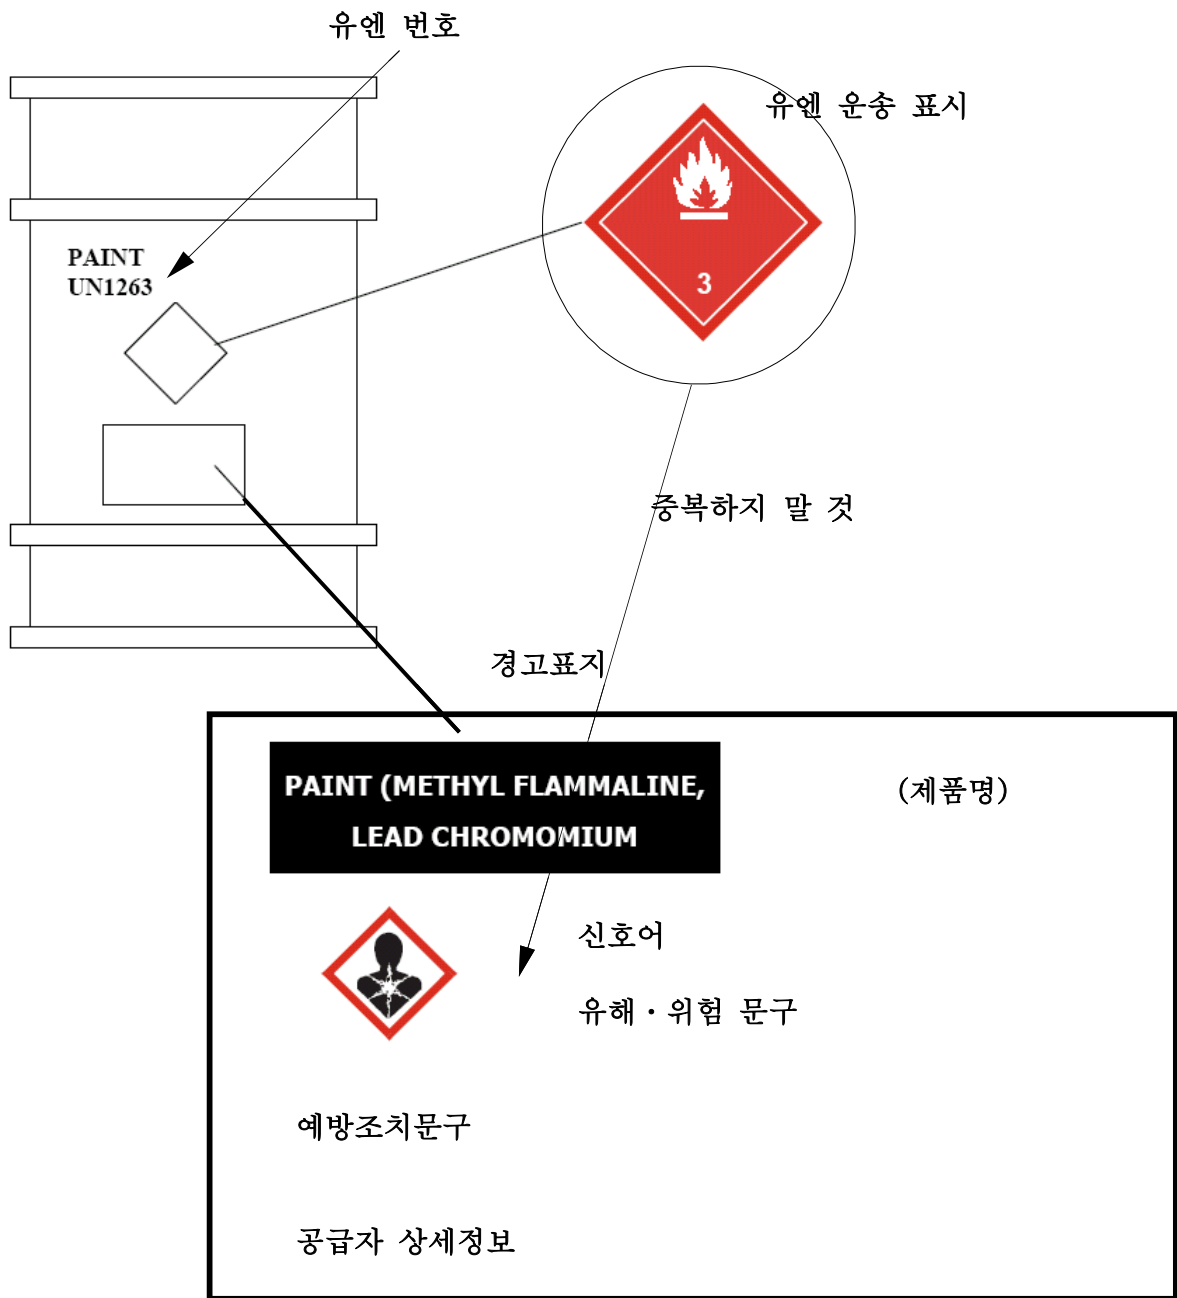 유엔 번호
유엔 운송 표시
PAINT
UN1263
3
중복하지 말 것
경고표지
PAINT (METHYL FLAMMALINE,
LEAD CHROMOMIUM
(제품명)
신호어
유해・위험 문구
예방조치문구
공급자 상세정보